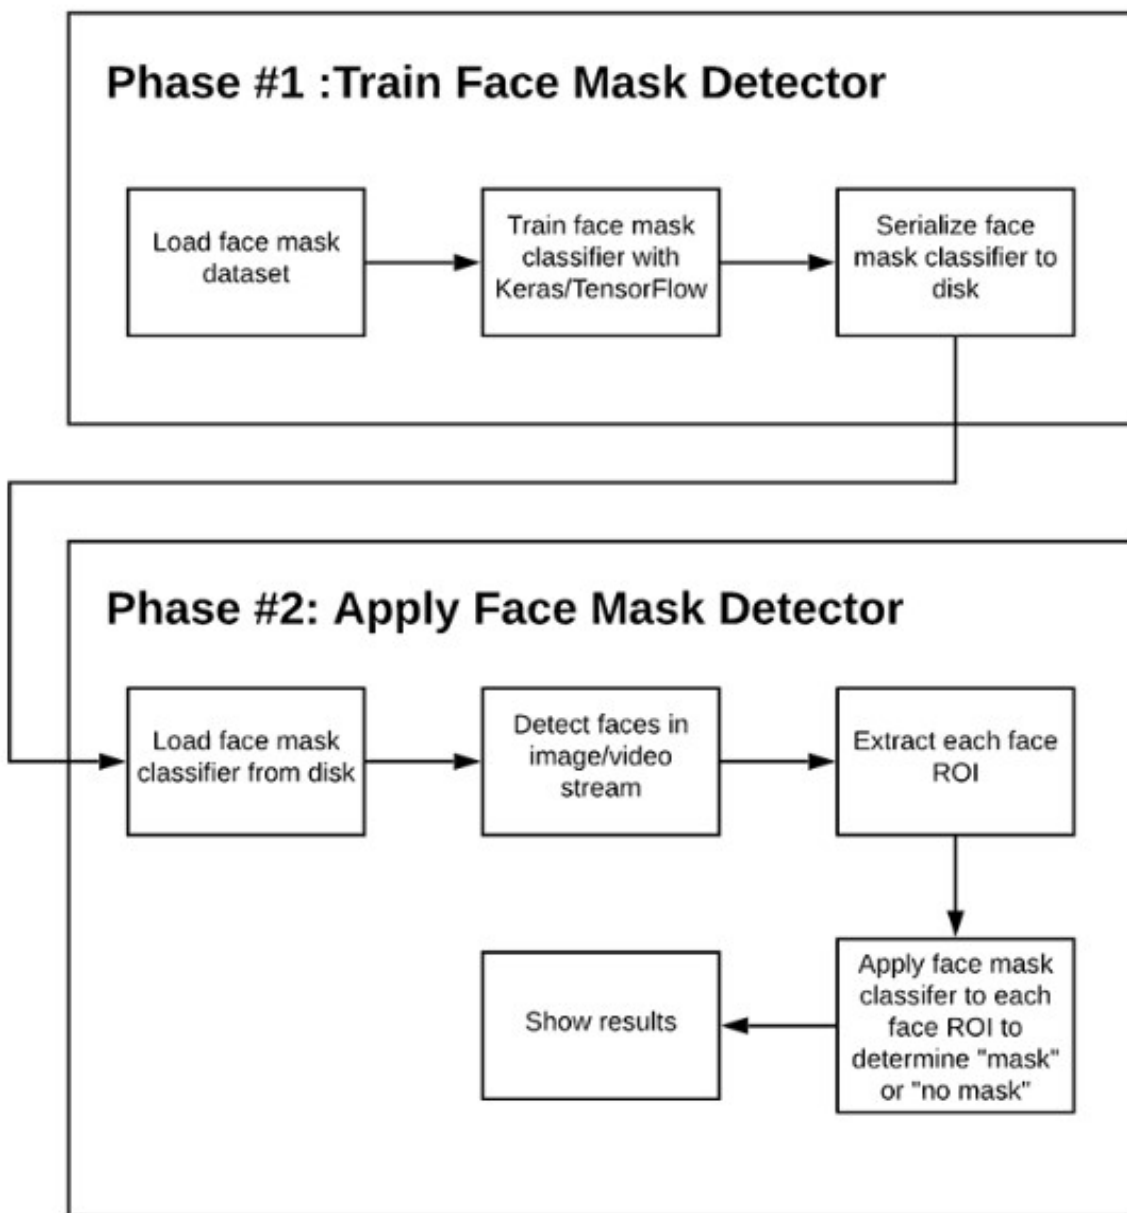 Phase #1 :Train Face Mask Detector
Load face mask
dataset
Train face mask
classifier with
Keras/TensorFlow
Serialize face
mask classifier to
disk
Phase #2: Apply Face Mask Detector
Load face mask
classifier from disk
Detect faces in
image/video
stream
Extract each face
ROI
Apply face mask
classifer to each
face ROI to
determine "mask"
or "no mask"
Show results